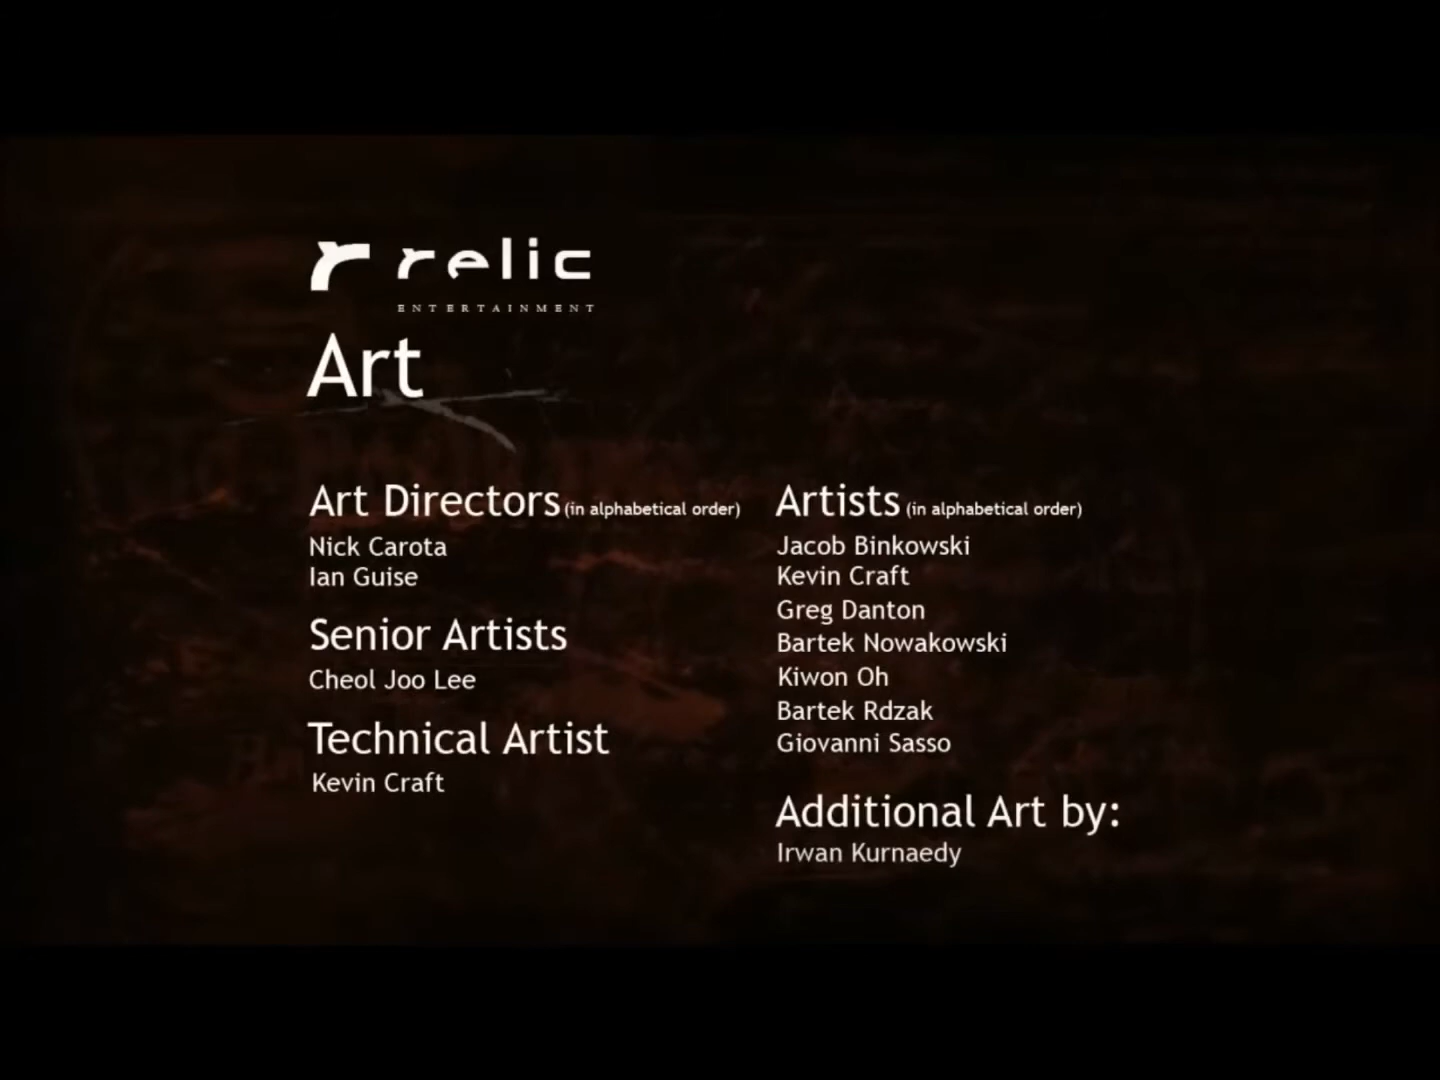 relic
ENTERTAINMENT
Art
Art Directors (in alphabetical order)
Nick Carota
Ian Guise
Senior Artists
Cheol Joo Lee
Technical Artist
Kevin Craft
Artists (in alphabetical order)
Jacob Binkowski
Kevin Craft
Greg Danton
Bartek Nowakowski
Kiwon Oh
Bartek Rdzak
Giovanni Sasso
Additional Art by:
Irwan Kurnaedy